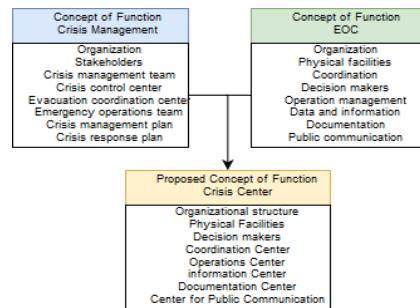 Concept of Function
Crisis Management
Organization
Stakeholders
Crisis management team
Crisis control center
Evacuation coordination center
Emergency operations team
Crisis management plan
Crisis response plan
Concept of Function
EOC
Organization
Physical facilities
Coordination
Decision makers
Operation management
Data and information
Documentation
Public communication
Proposed Concept of Function
Crisis Center
Organizational structure
Physical Facilities
Decision makers
Coordination Center
Operations Center
information Center
Documentation Center
Center for Public Communication